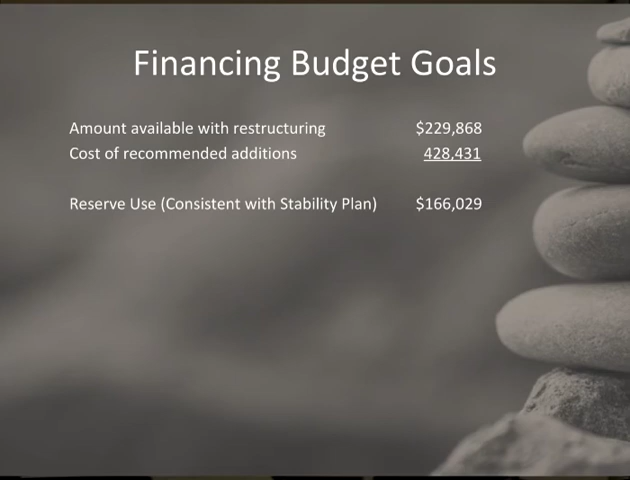 Financing Budget Goals
Amount available with restructuring $229,868
Cost of recommended additions 428,431
Reserve Use (Consistent with Stability Plan) $166,029